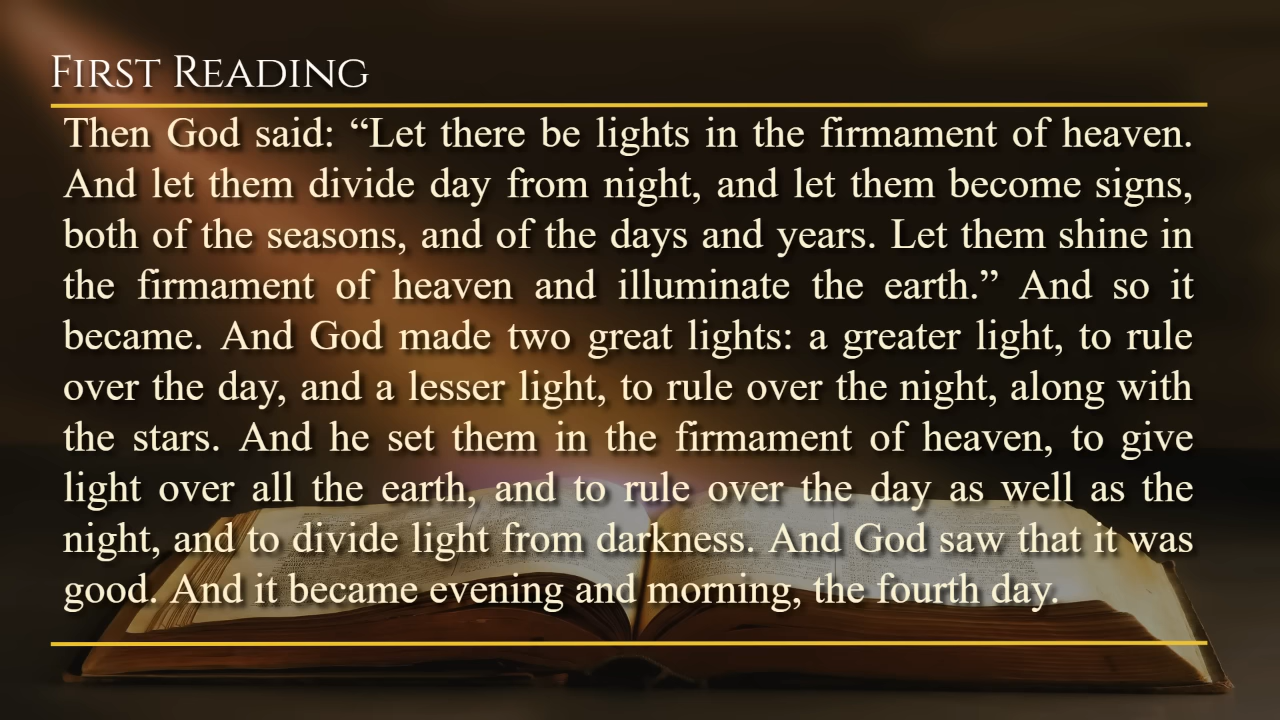 First Reading
Then God said: “Let there be lights in the firmament of heaven.
And let them divide day from night, and let them become signs,
both of the seasons, and of the days and years. Let them shine in
the firmament of heaven and illuminate the earth.” And so it
became. And God made two great lights: a greater light, to rule
over the day, and a lesser light, to rule over the night, along with
the stars. And he set them in the firmament of heaven, to give
light over all the earth, and to rule over the day as well as the
night, and to divide light from darkness. And God saw that it was
good. And it became evening and morning, the fourth day.